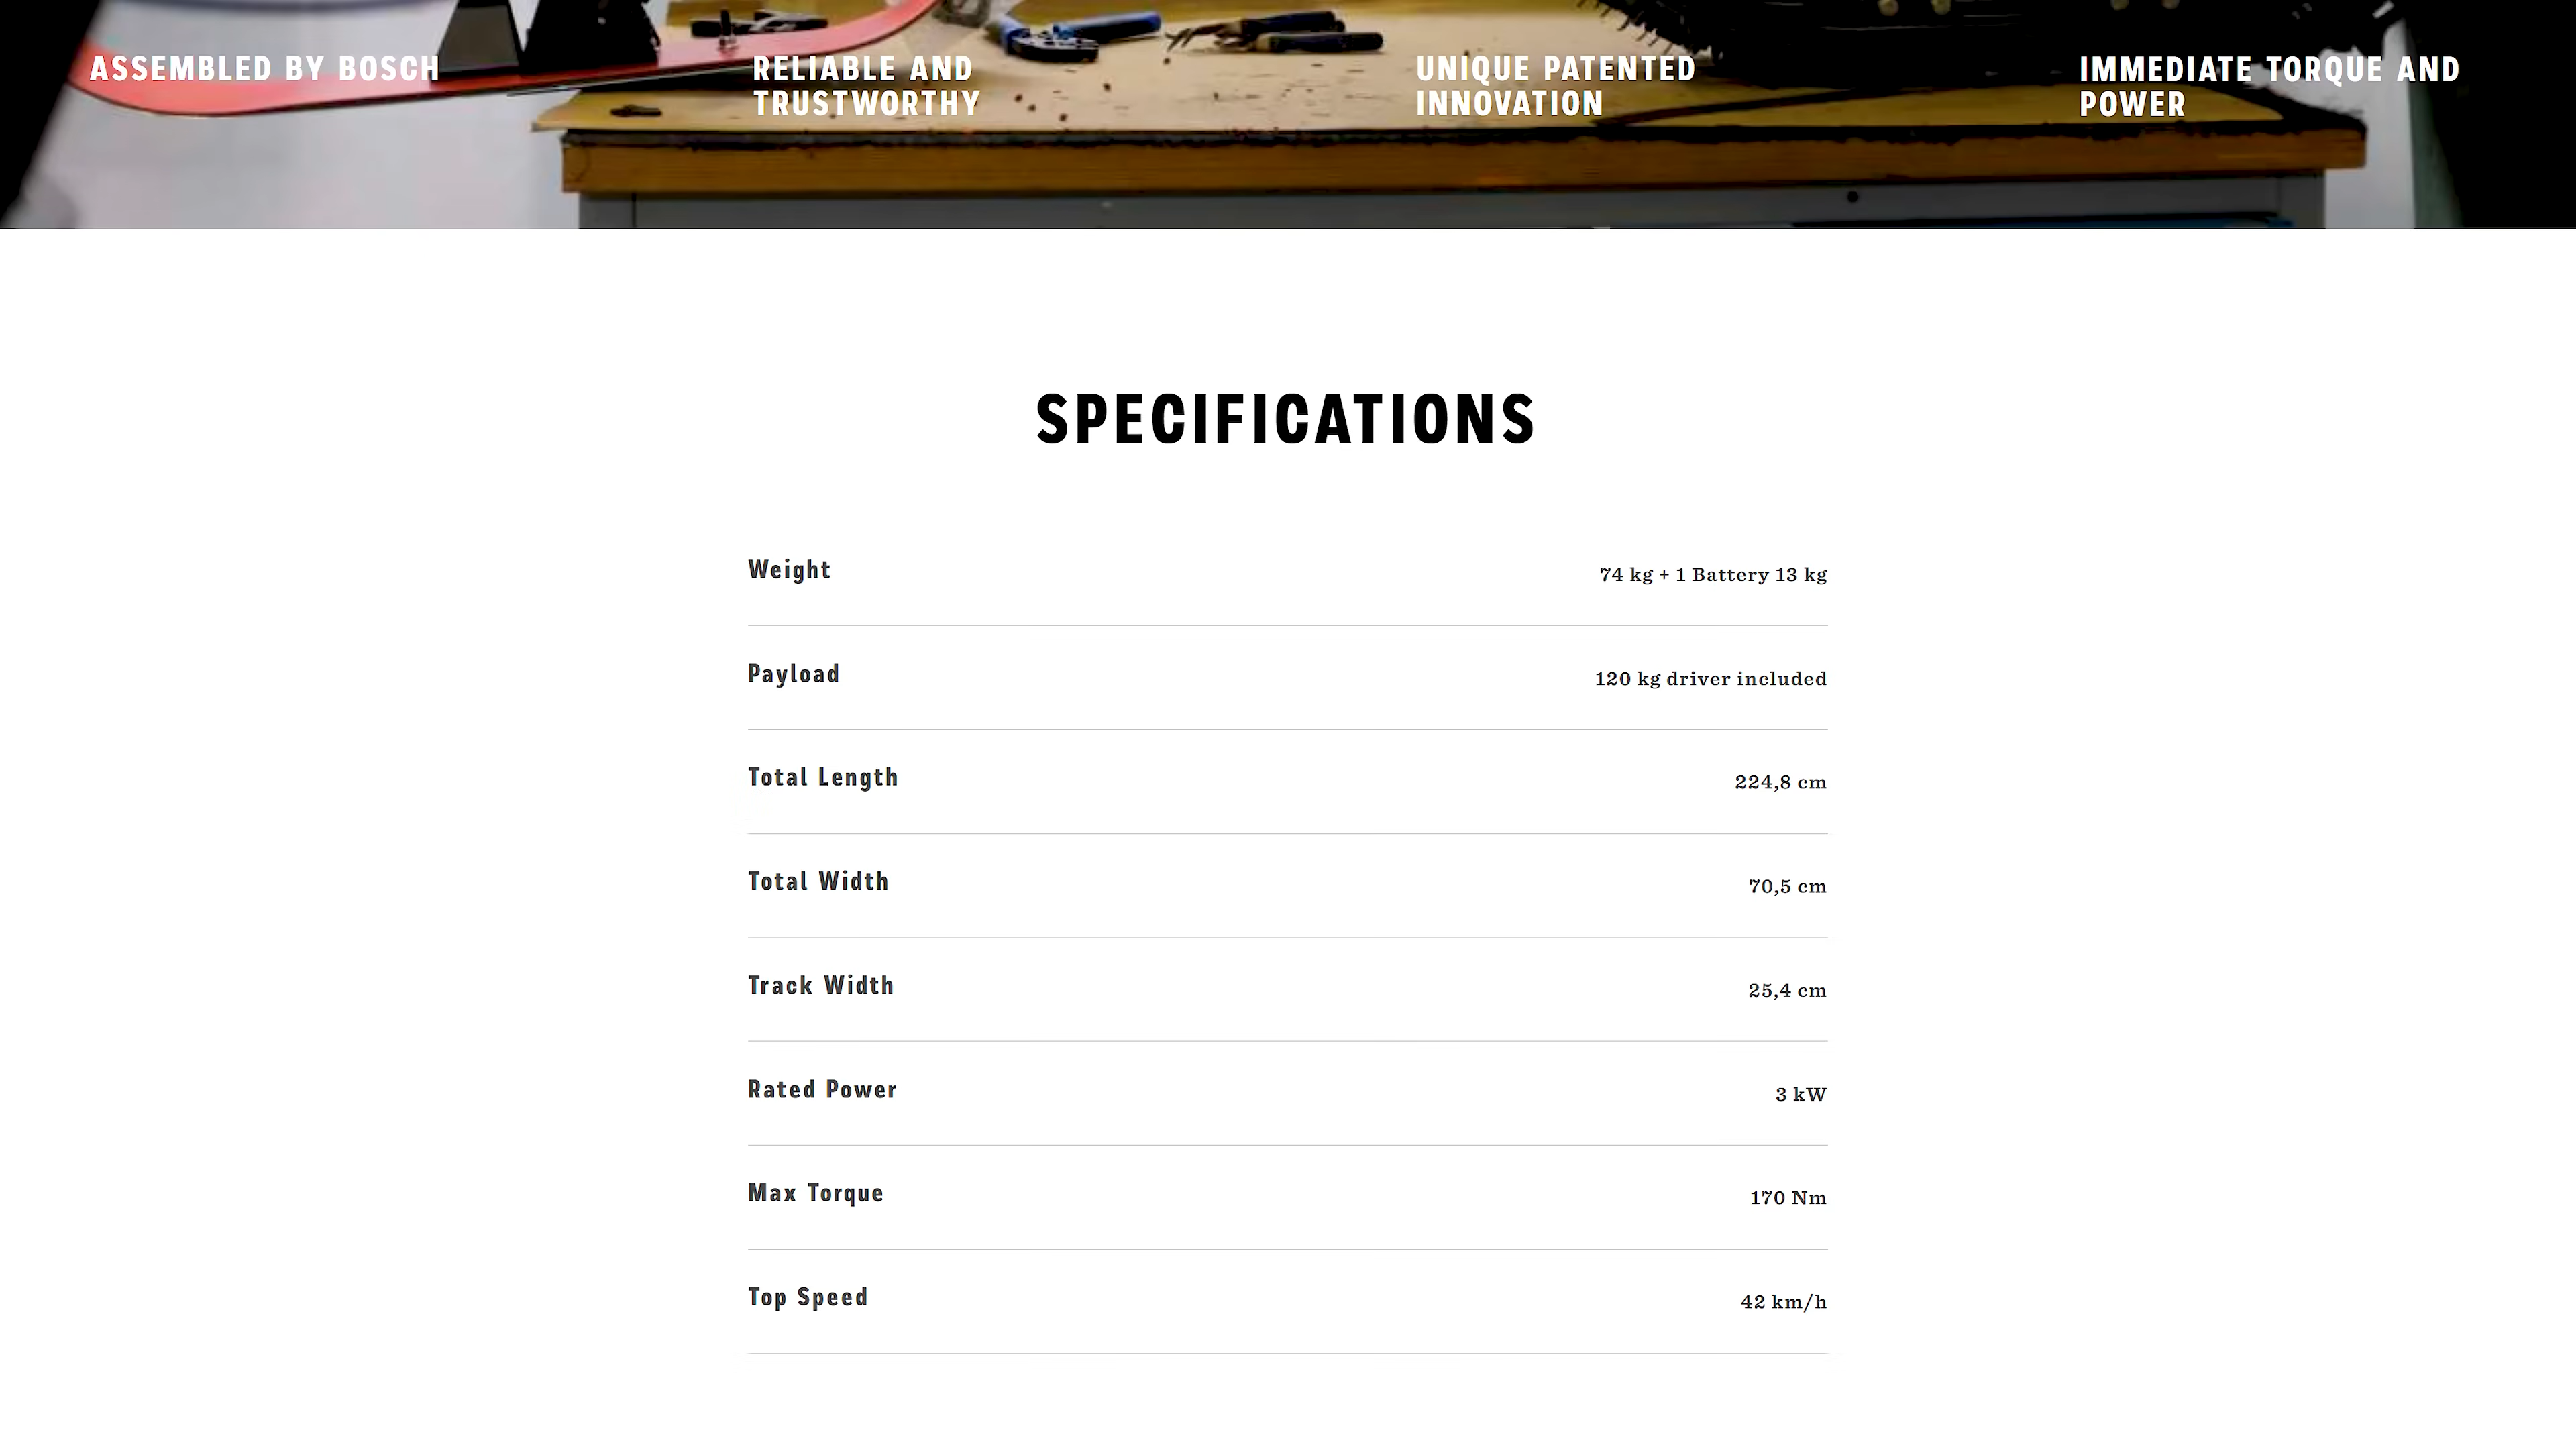 ASSEMBLED BY BOSCH
RELIABLE AND
TRUSTWORTHY
UNIQUE PATENTED
INNOVATION
IMMEDIATE TORQUE AND
POWER
SPECIFICATIONS
Weight
74 kg + 1 Battery 13 kg
Payload
120 kg driver included
Total Length
224,8 cm
Total Width
70,5 cm
Track Width
25,4 cm
Rated Power
3 kW
Max Torque
170 Nm
Top Speed
42 km/h